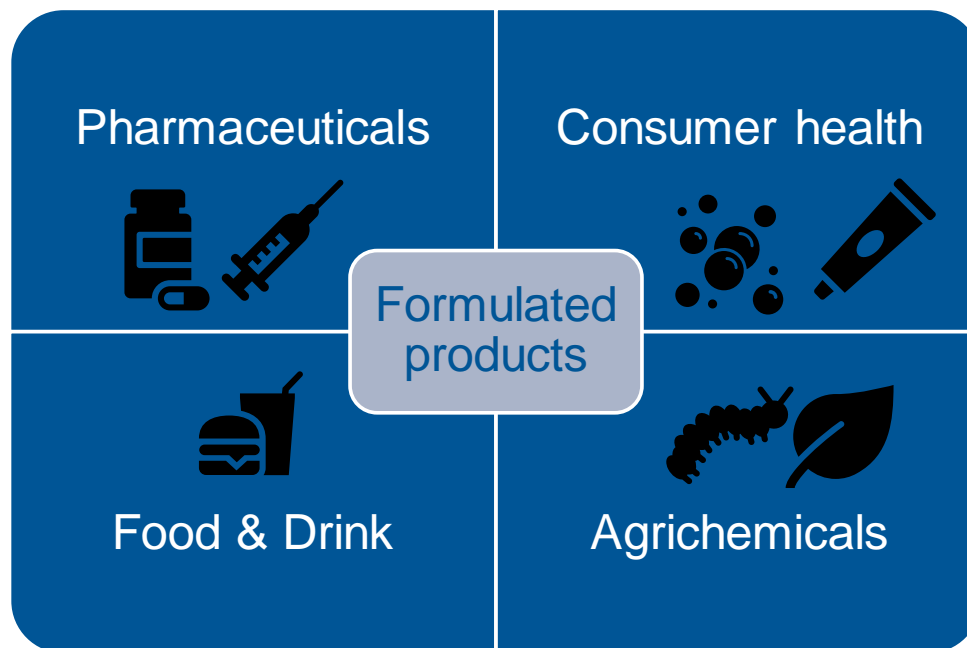 Pharmaceuticals
Consumer health
Formulated
products
Food & Drink
Agrichemicals